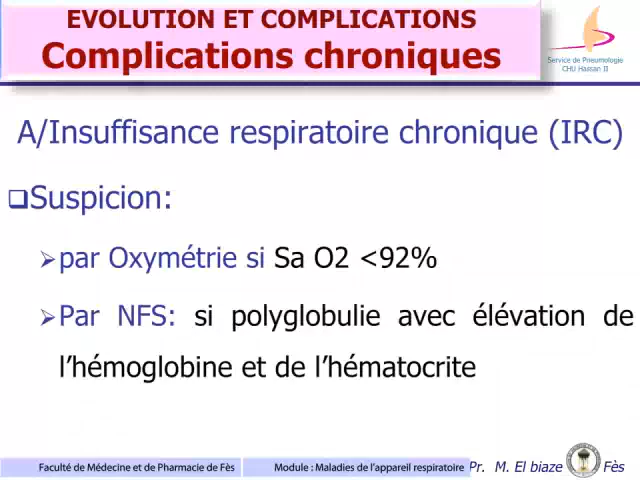 EVOLUTION ET COMPLICATIONS
Complications chroniques
Service de Pneumologie
CHU Hassan II
A/Insuffisance respiratoire chronique (IRC)
Suspicion:
par Oxymétrie si Sa O2 <92%
Par NFS: si polyglobulie avec élévation de
l’hémoglobine et de l’hématocrite
Faculté de Médecine et de Pharmacie de Fès Module : Maladies de l’appareil respiratoire Pr. M. El biaze Fès